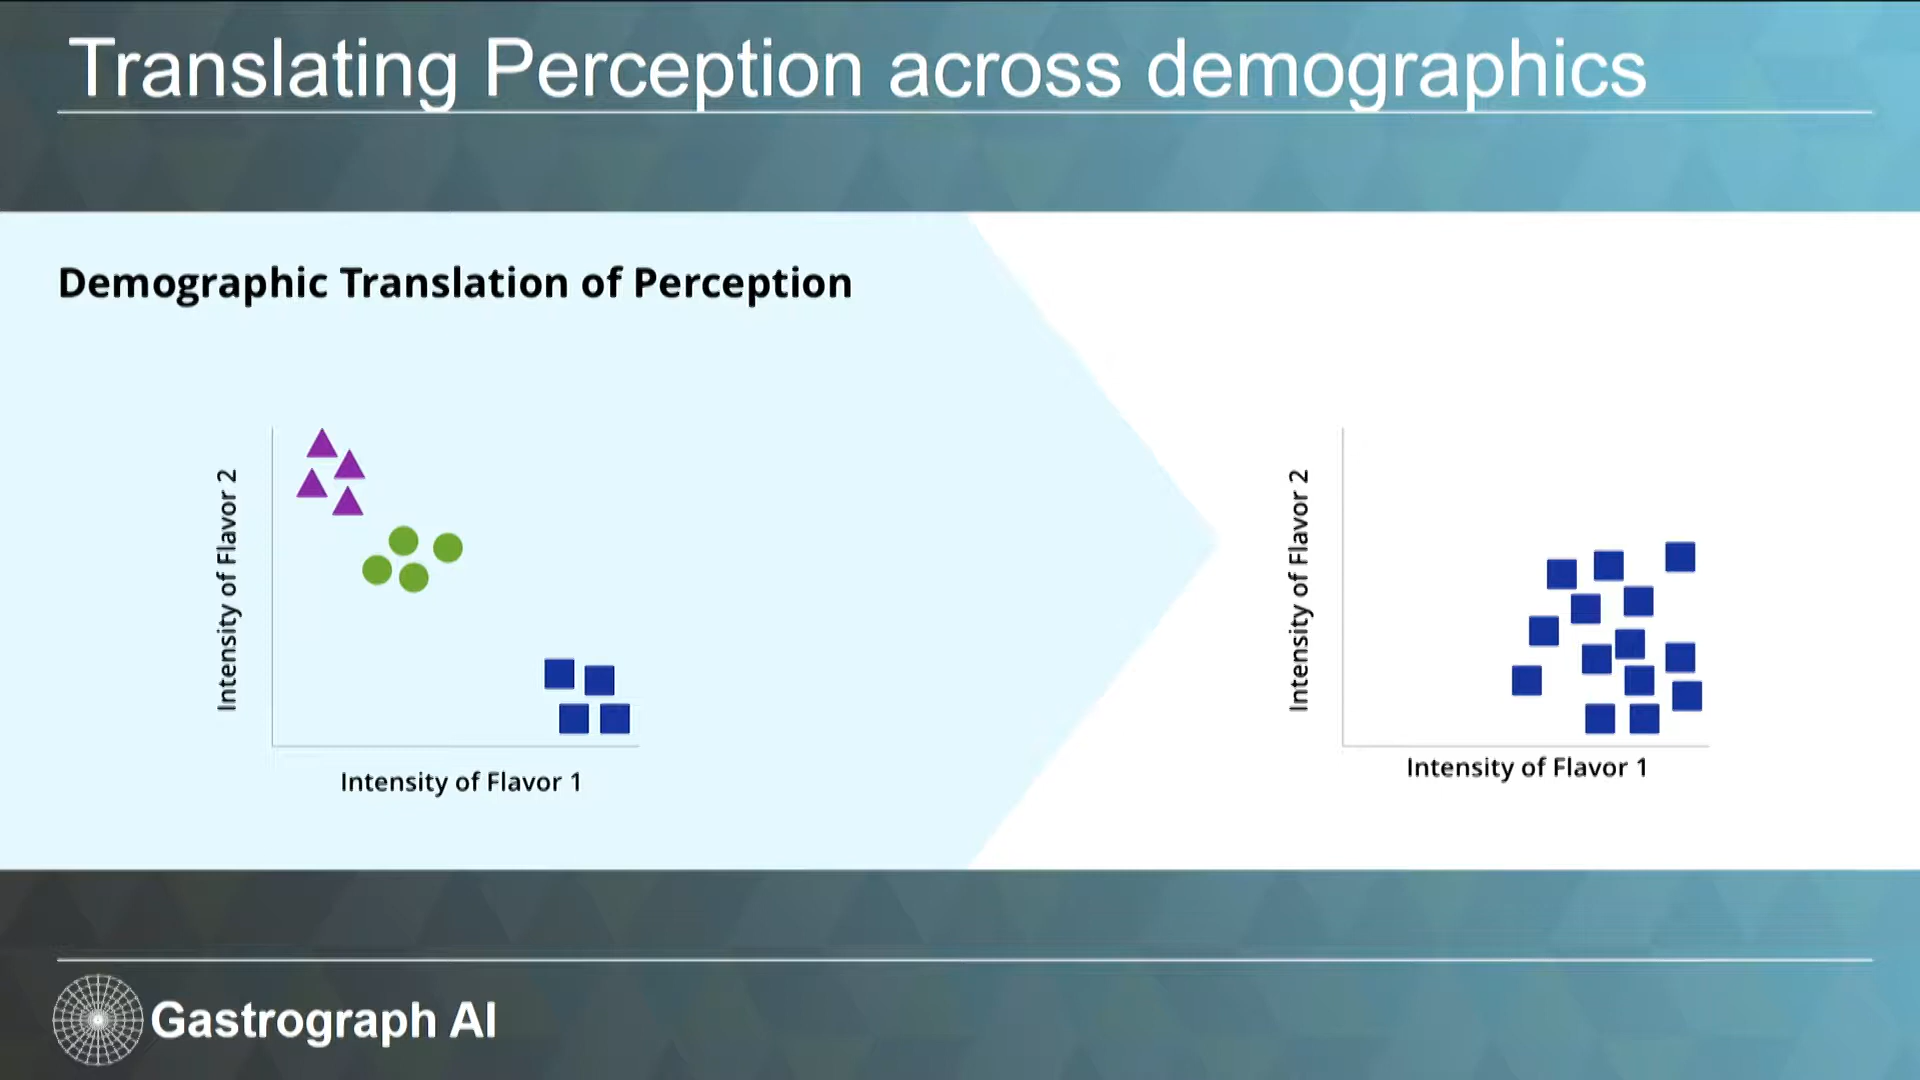 Translating Perception across demographics
Demographic Translation of Perception
Intensity of Flavor 2
Intensity of Flavor 1
Intensity of Flavor 2
Intensity of Flavor 1
Gastrograph AI